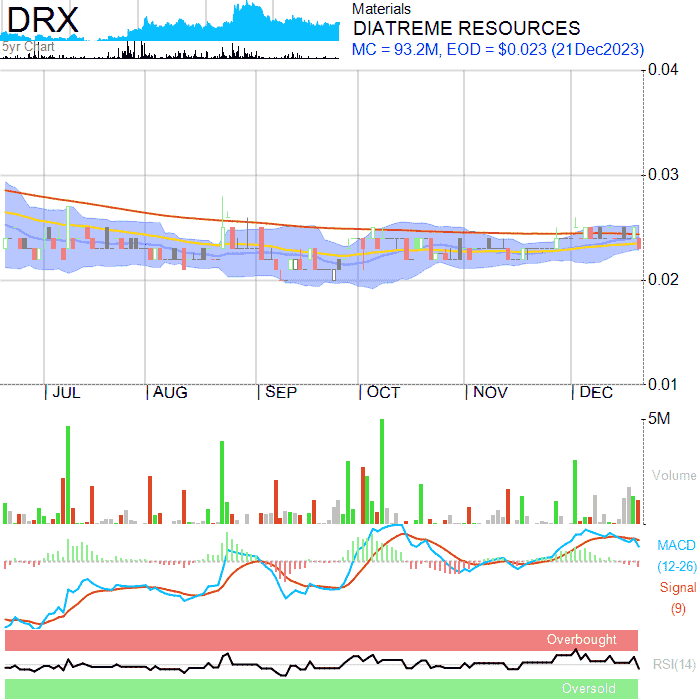 DRX
5yr Chart
Materials
DIATREME RESOURCES
MC = 93.2M, EOD = $0.023 (21Dec2023)
0.04
0.03
0.02
0.01
JUL AUG SEP OCT NOV DEC
5M
Volume
MACD
(12-26)
Signal
(9)
Overbought
RSI(14)
Oversold